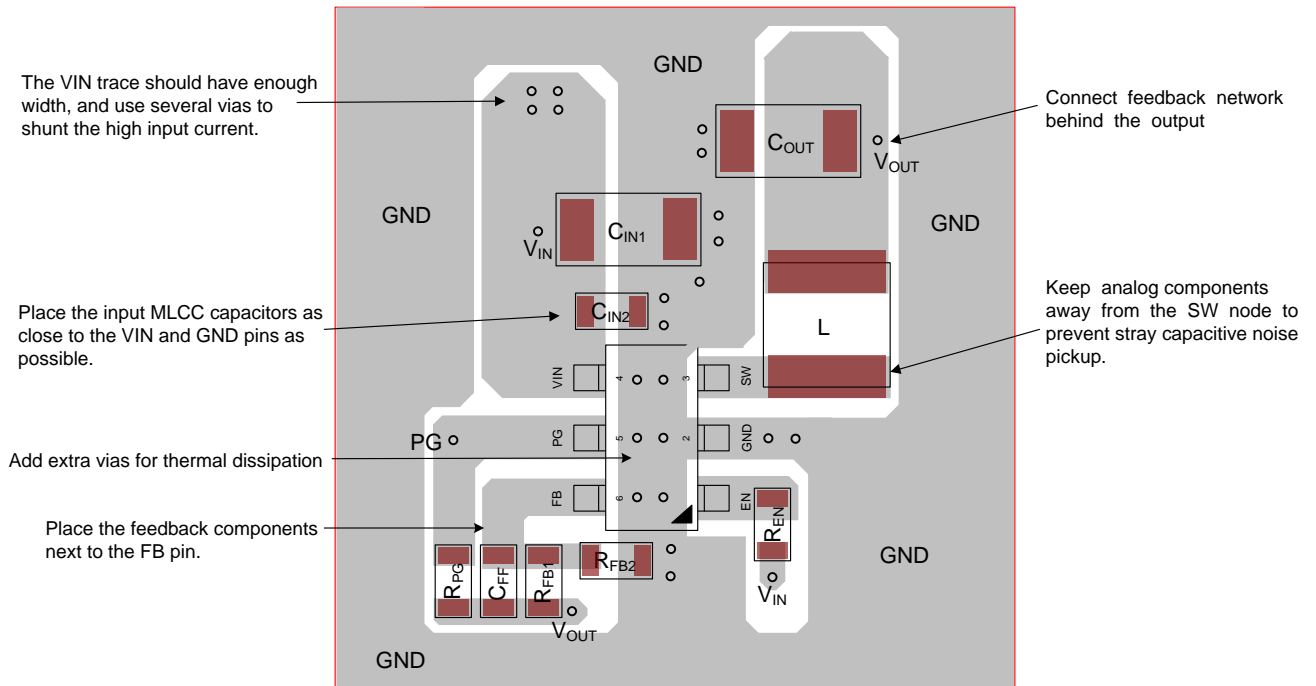 GND
The VIN trace should have enough
width, and use several vias to
shunt the high input current.
Connect feedback network
behind the output
COUT
VOUT
GND
CIN1
VIN
GND
Place the input MLCC capacitors as
close to the VIN and GND pins as
possible.
CIN2
Keep analog components
away from the SW node to
prevent stray capacitive noise
pickup.
L
VIN
4
3
SW
PG
PG
5
2
GND
Add extra vias for thermal dissipation
FB
6
EN
REN
Place the feedback components
next to the FB pin.
RPG
CFF
RFB1
RFB2
VIN
VOUT
GND
GND